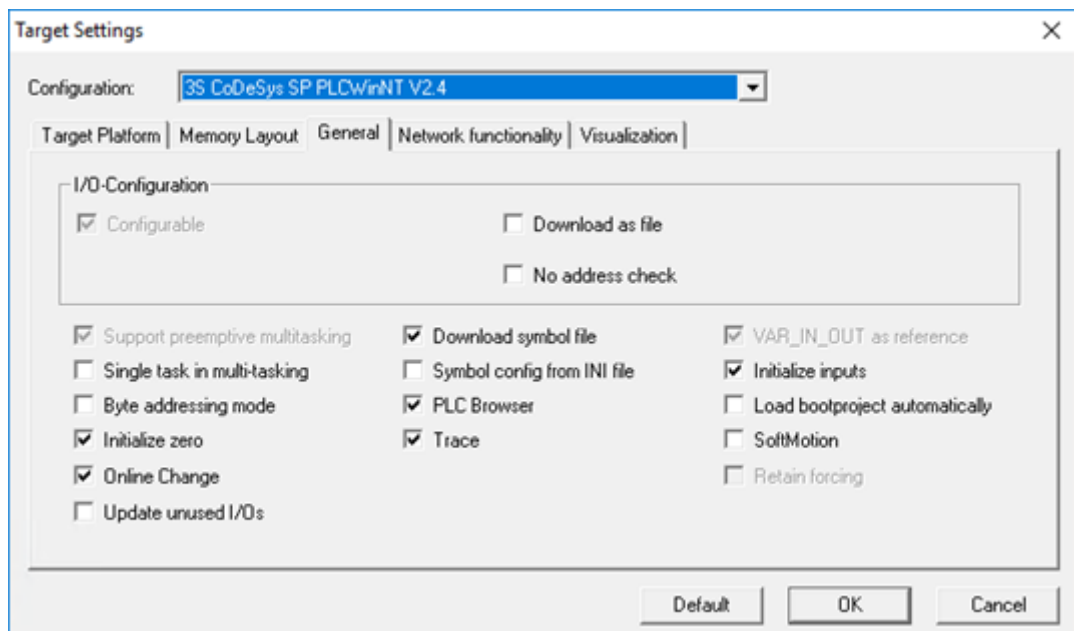 Target Settings
Configuration: 3S CoDeSys SP PLCWinNT V2.4
Target Platform Memory Layout General Network functionality Visualization
I/O-Configuration
Configurable Download as file
No address check
Support preemptive multitasking Download symbol file VAR_IN_OUT as reference
Single task in multi-tasking Symbol config from INI file Initialize inputs
Byte addressing mode PLC Browser Load bootproject automatically
Initialize zero Trace SoftMotion
Online Change Retain forcing
Update unused I/Os
Default OK Cancel